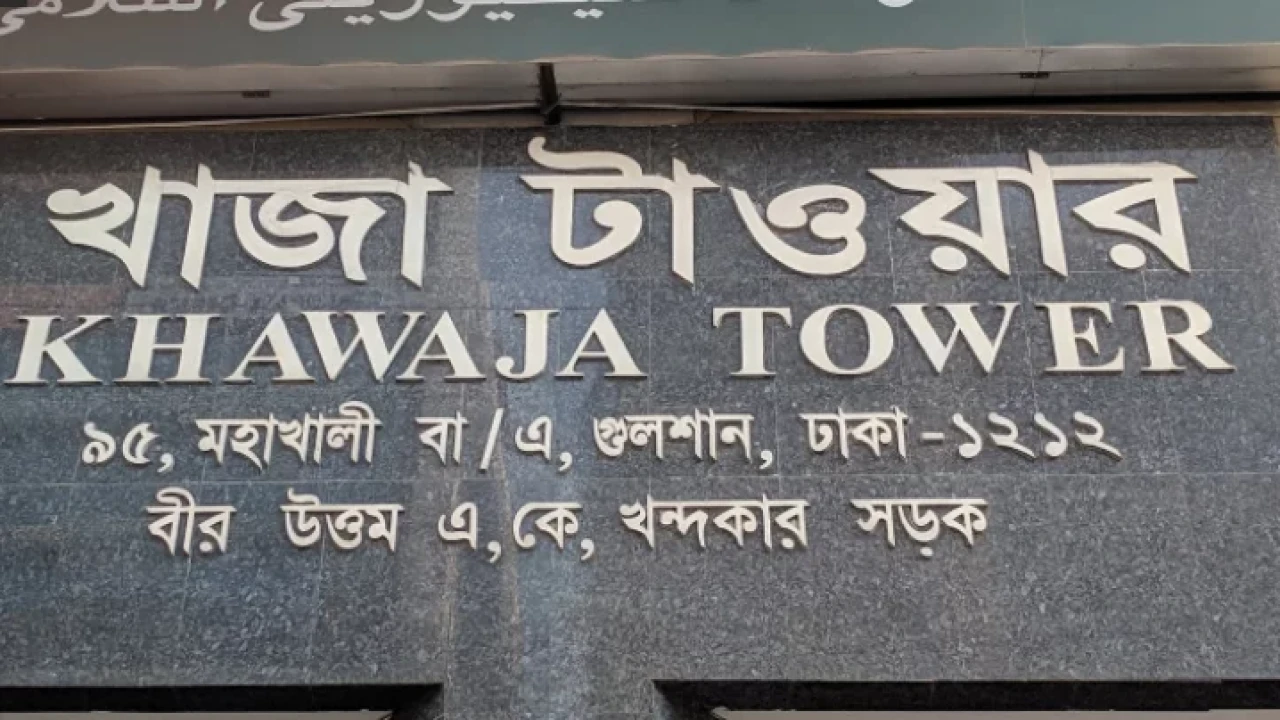 খাজা টাওয়ার
KHAWAJA TOWER
৯৫, মহাখালী বা/এ, গুলশান, ঢাকা-১২১২
বীর উত্তম এ,কে, খন্দকার সড়ক